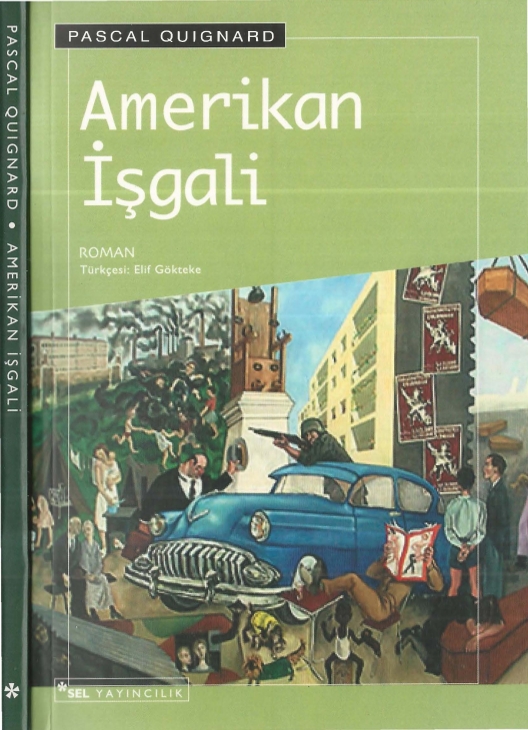 PASCAL QUIGNARD
Amerikan
İşgali
ROMAN
Türkçesi: Elif Gökteke
SEL YAYINCILIK
PASCAL QUIGNARD • AMERİKAN İŞGALİ